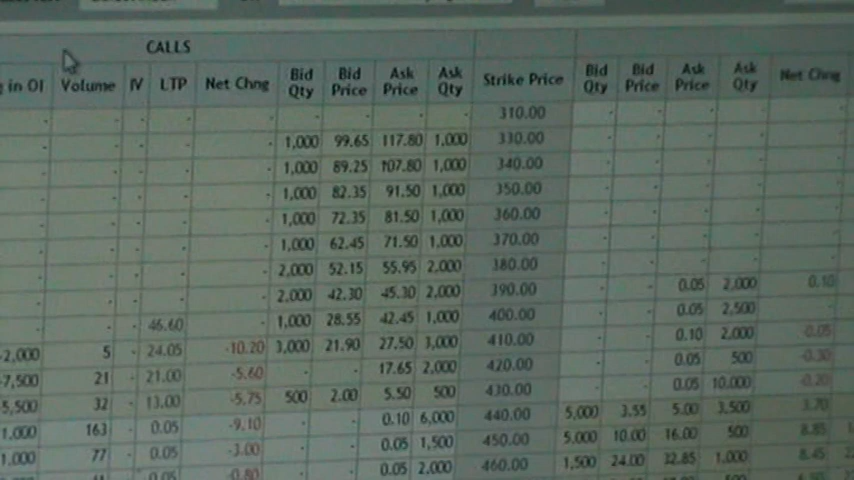 CALLS
in OI Volume IV LTP Net Chng Bid Qty Bid Price Ask Price Ask Qty Strike Price Bid Qty Bid Price Ask Price Ask Qty Net Chng
- - - - - - - - - 310.00 - - - - -
- - - - - 1,000 99.65 117.80 1,000 330.00 - - - - -
- - - - - 1,000 89.25 107.80 1,000 340.00 - - - - -
- - - - - 1,000 82.35 91.50 1,000 350.00 - - - - -
- - - - - 1,000 72.35 81.50 1,000 360.00 - - - - -
- - - - - 1,000 62.45 71.50 1,000 370.00 - - - - -
- - - - - 2,000 52.15 55.95 2,000 380.00 - - - - -
- - - - - 2,000 42.30 45.30 2,000 390.00 - - 0.05 2,000 0.10
- - - 46.60 - 1,000 28.55 42.45 1,000 400.00 - - 0.05 2,500 -
-2,000 5 - 24.05 -10.20 3,000 21.90 27.50 3,000 410.00 - - 0.10 2,000 -0.05
-7,500 21 - 21.00 -5.60 - - 17.65 2,000 420.00 - - 0.05 500 -0.30
-5,500 32 - 13.00 -5.75 500 2.00 5.50 500 430.00 - - 0.05 10,000 -0.20
1,000 163 - 0.05 -9.10 - - 0.10 6,000 440.00 5,000 3.55 5.00 3,500 3.70
1,000 77 - 0.05 -3.00 - - 0.05 1,500 450.00 5,000 10.00 16.00 500 8.85
- 0.05 -0.80 - - 0.05 2,000 460.00 1,500 24.00 32.85 1,000 8.45